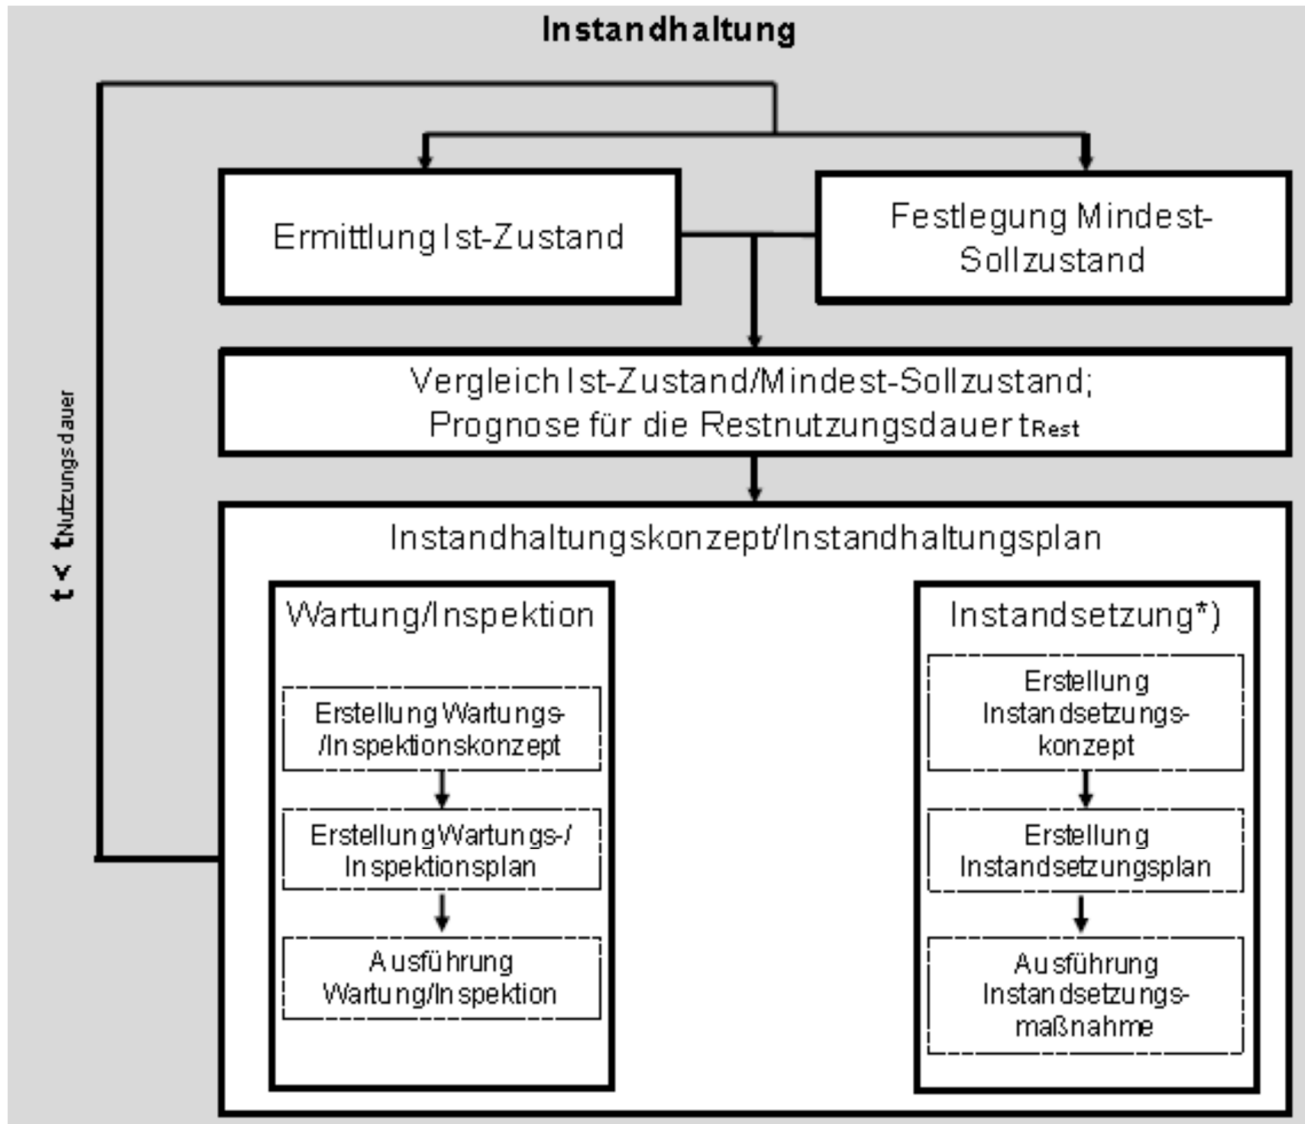 Instandhaltung
Ermittlung Ist-Zustand
Festlegung Mindest-
Sollzustand
Vergleich Ist-Zustand/Mindest-Sollzustand;
Prognose für die Restnutzungsdauer tRest
t < tNutzungsdauer
Instandhaltungskonzept/Instandhaltungsplan
Wartung/Inspektion
Erstellung Wartungs-
/Inspektionskonzept
Erstellung Wartungs-/
Inspektionsplan
Ausführung
Wartung/Inspektion
Instandsetzung*)
Erstellung
Instandsetzungs-
konzept
Erstellung
Instandsetzungsplan
Ausführung
Instandsetzungs-
maßnahme